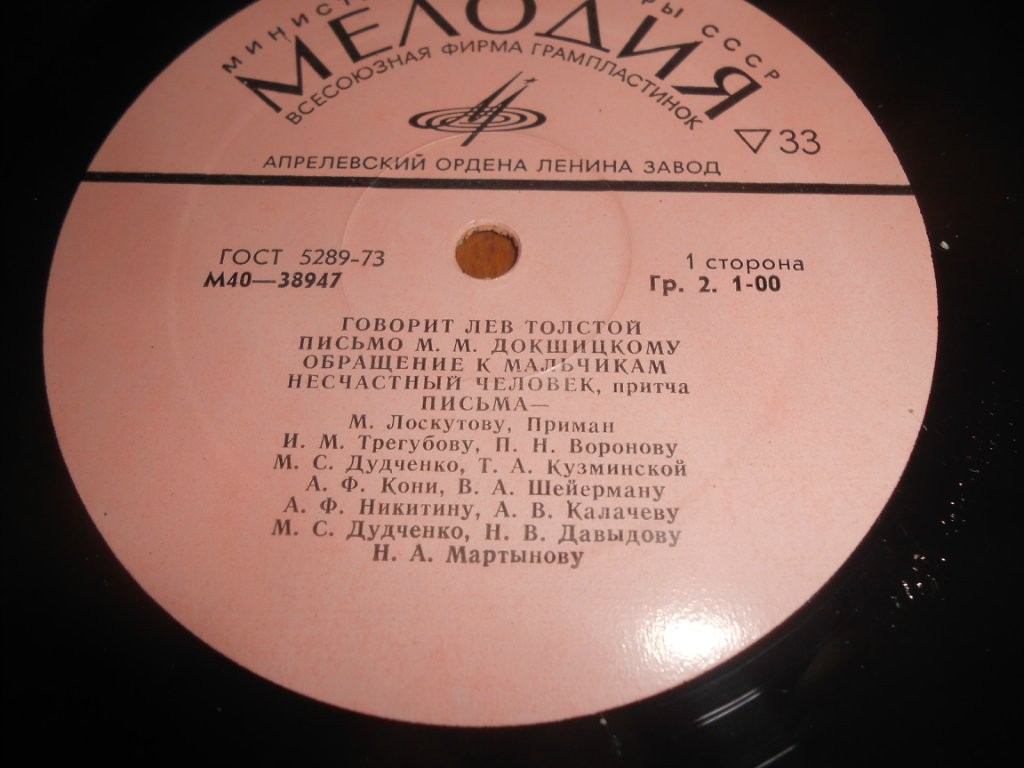 СССР
МЕЛОДИЯ
ВСЕСОЮЗНАЯ ФИРМА ГРАМПЛАСТИНОК
33
АПРЕЛЕВСКИЙ ОРДЕНА ЛЕНИНА ЗАВОД
ГОСТ 5289-73
М40—38947
1 сторона
Гр. 2. 1-00
ГОВОРИТ ЛЕВ ТОЛСТОЙ
ПИСЬМО М. М. ДОКШИЦКОМУ
ОБРАЩЕНИЕ К МАЛЬЧИКАМ
НЕСЧАСТНЫЙ ЧЕЛОВЕК, притча
ПИСЬМА—
М. Лоскутову, Приман
И. М. Трегубову, П. Н. Воронову
М. С. Дудченко, Т. А. Кузминской
А. Ф. Кони, В. А. Шейерману
А. Ф. Никитину, А. В. Калачеву
М. С. Дудченко, Н. В. Давыдову
Н. А. Мартынову